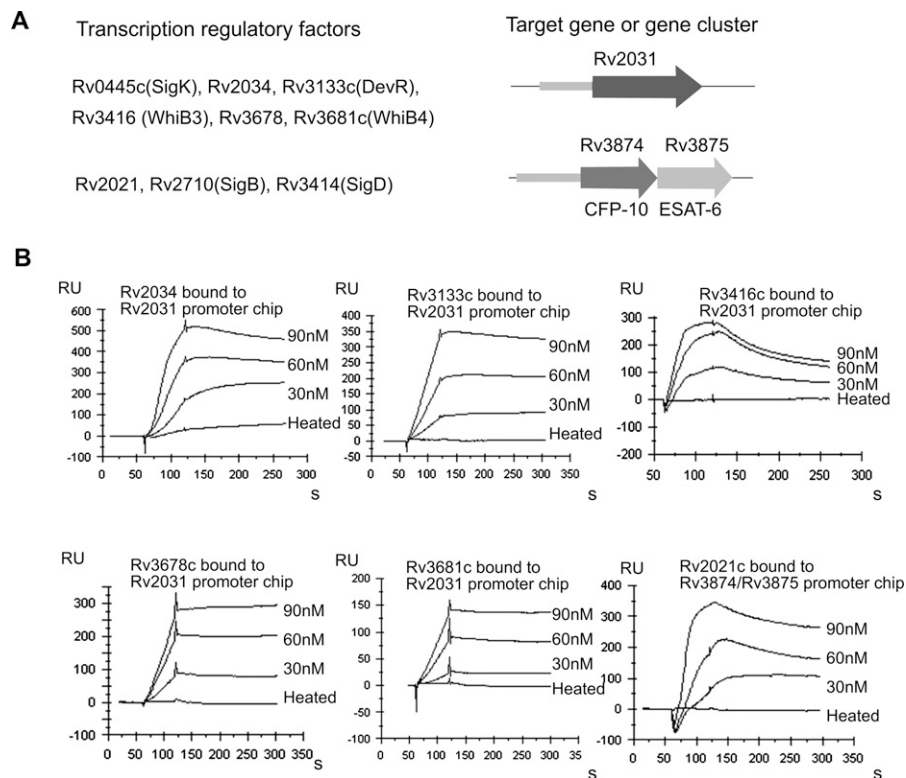 A
Transcription regulatory factors
Target gene or gene cluster
Rv0445c(SigK), Rv2034, Rv3133c(DevR),
Rv3416 (WhiB3), Rv3678, Rv3681c(WhiB4)
Rv2031
Rv2021, Rv2710(SigB), Rv3414(SigD)
Rv3874 Rv3875
CFP-10 ESAT-6
B
RU
Rv2034 bound to
Rv2031 promoter chip
600
500
400
300
200
100
0
-100
90nM
60nM
30nM
Heated
0 50 100 150 200 250 300
s
RU
Rv3133c bound to
Rv2031 promoter chip
400
350
300
250
200
150
100
50
0
-50
90nM
60nM
30nM
Heated
0 50 100 150 200 250 300 35
s
RU
Rv3416c bound to
Rv2031 promoter chip
300
200
100
0
-100
-200
90nM
60nM
30nM
Heated
50 100 150 200 250 300
s
RU
Rv3678c bound to
Rv2031 promoter chip
300
200
100
0
-100
90nM
60nM
30nM
Heated
0 50 100 150 200 250 300 350
s
RU
Rv3681c bound to
Rv2031 promoter chip
200
150
100
50
0
-50
-100
90nM
60nM
30nM
Heated
0 50 100 150 200 250 300 35
s
RU
Rv2021c bound to
Rv3874/Rv3875 promoter chip
400
300
200
100
0
-100
90nM
60nM
30nM
Heated
0 50 100 150 200 250 300 350
s